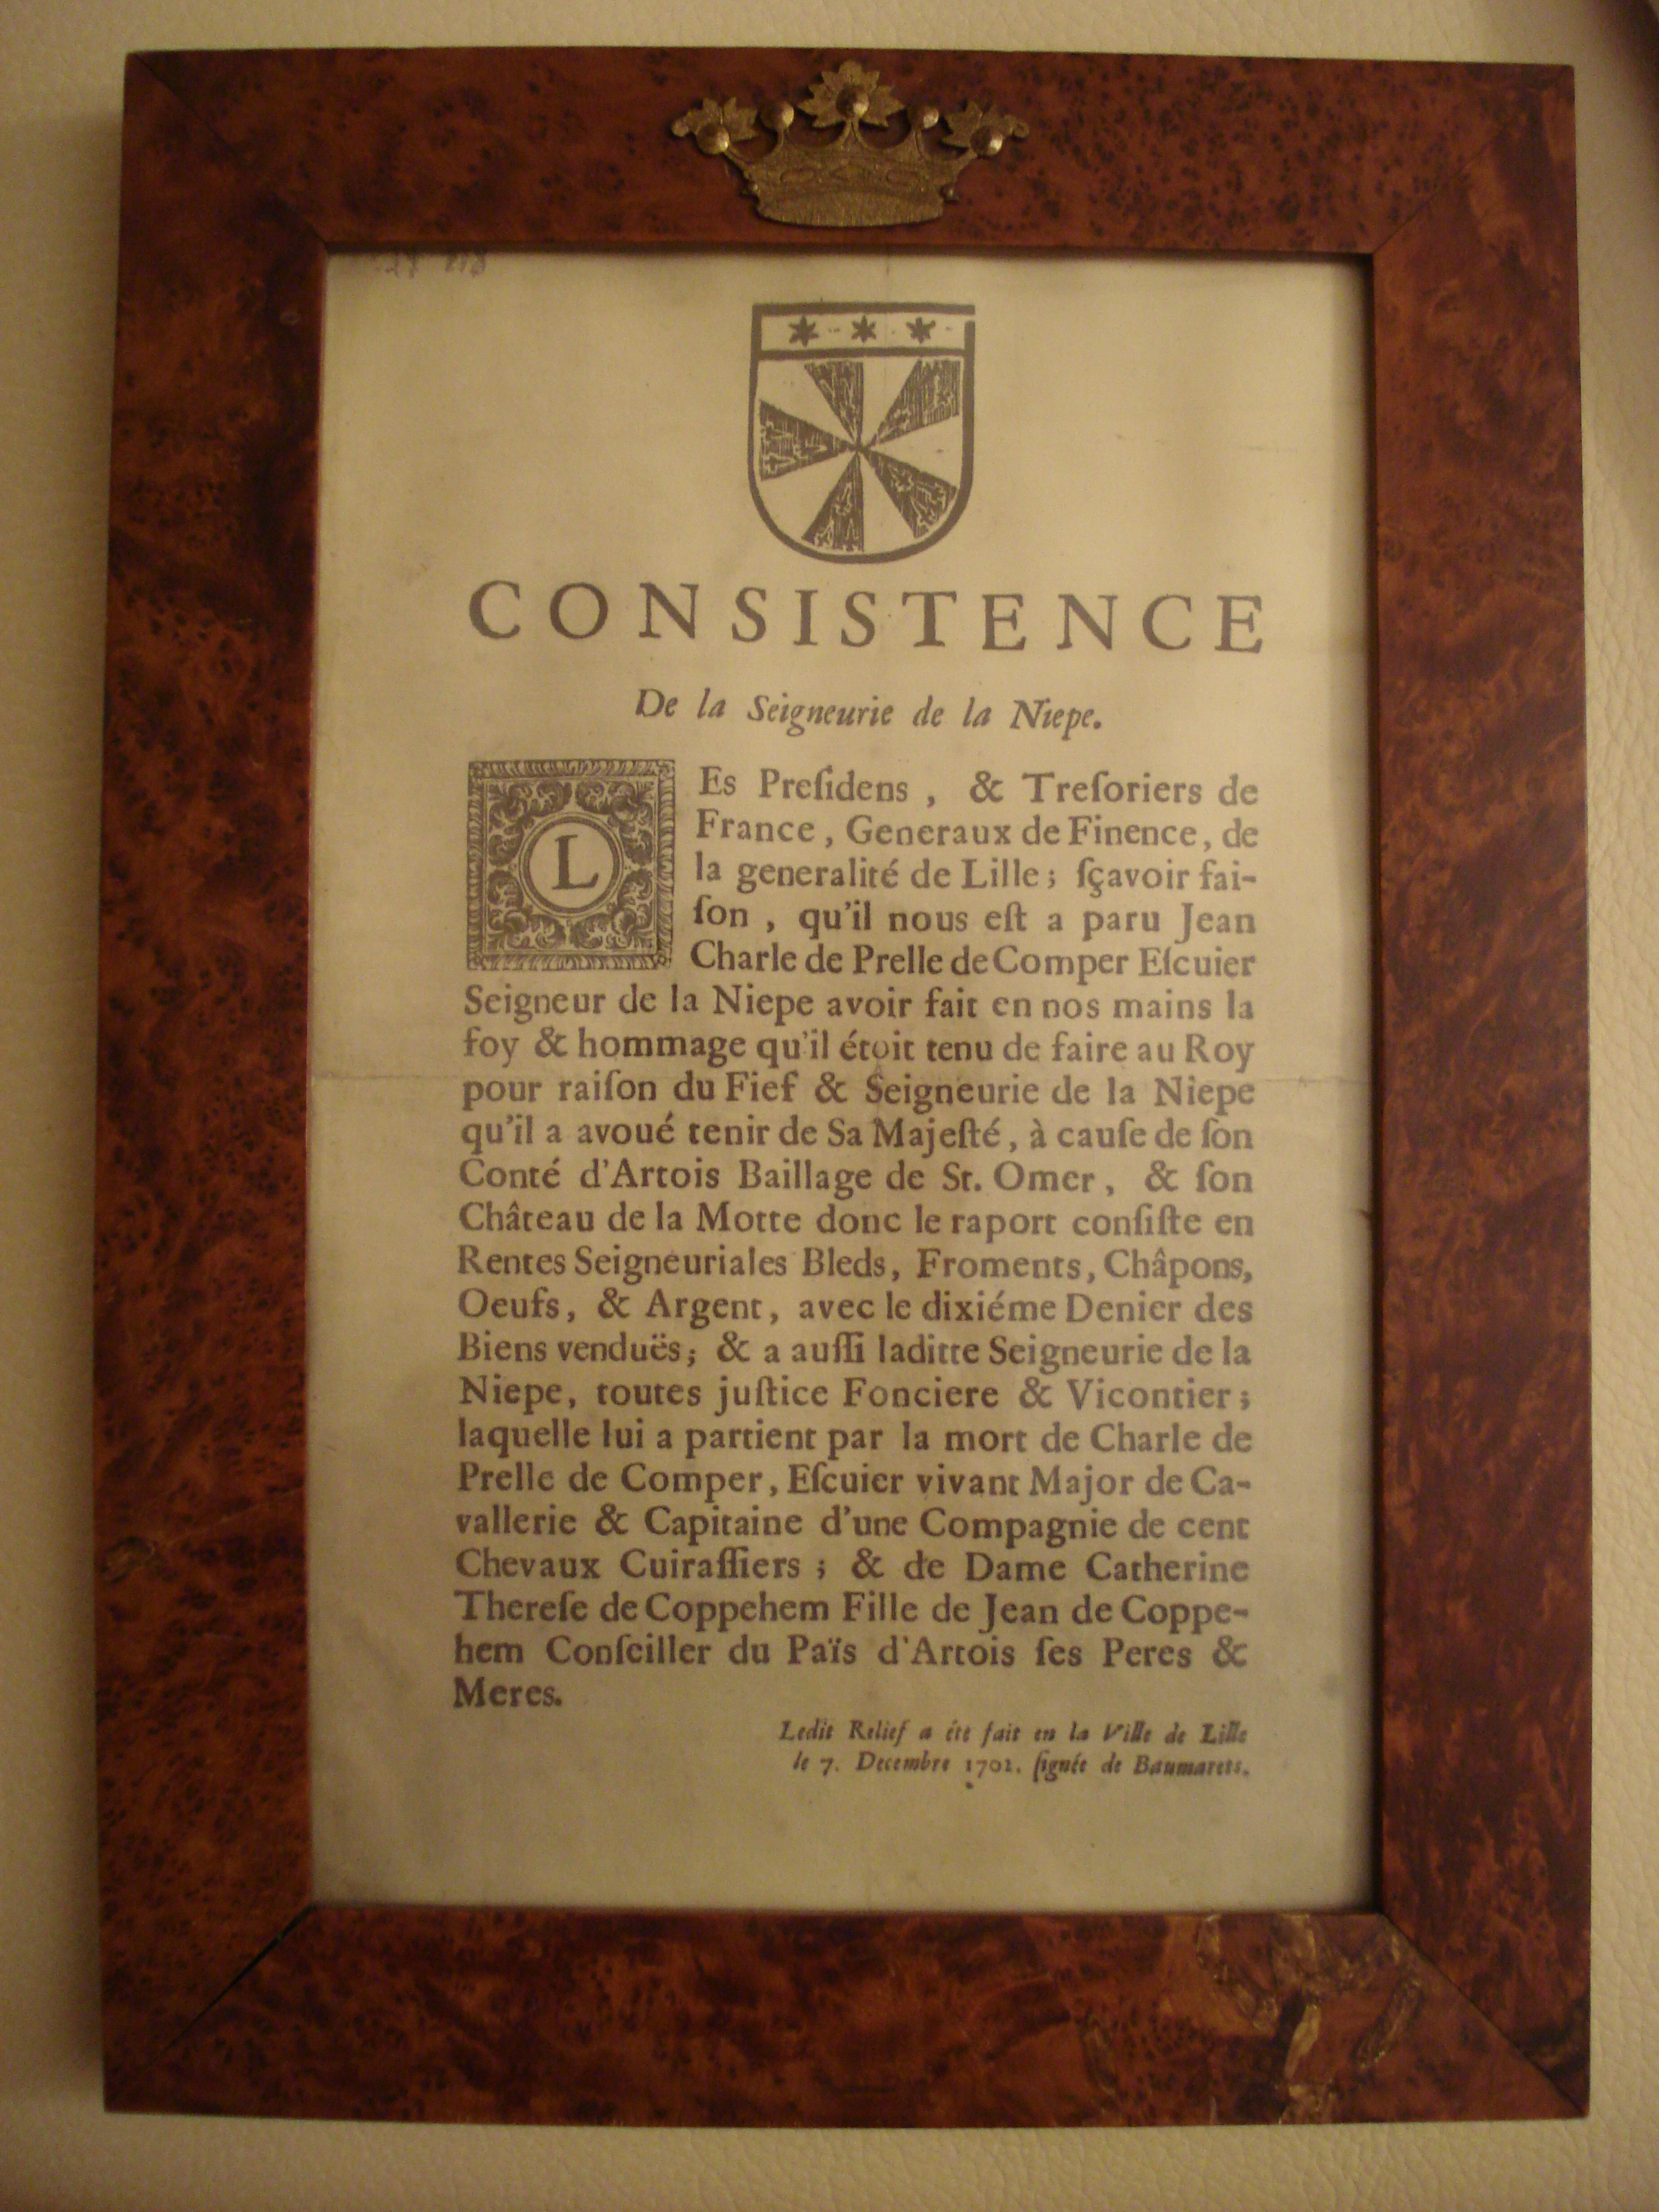 CONSISTENCE
De la Seigneurie de la Niepe.
LEs Preſidens , & Treſoriers de
France , Generaux de Finence, de
la generalité de Lille ; ſçavoir fai-
ſon , qu'il nous eſt a paru Jean
Charle de Prelle de Comper Eſcuier
Seigneur de la Niepe avoir fait en nos mains la
foy & hommage qu'il étoit tenu de faire au Roy
pour raiſon du Fief & Seigneurie de la Niepe
qu'il a avoué tenir de Sa Majeſté, à cauſe de ſon
Conté d'Artois Baillage de St. Omer, & ſon
Château de la Motte donc le raport conſiſte en
Rentes Seigneuriales Bleds, Froments, Châpons,
Oeufs, & Argent, avec le dixiéme Denier des
Biens venduës; & a auſſi laditte Seigneurie de la
Niepe, toutes juſtice Fonciere & Vicontier ;
laquelle lui a partient par la mort de Charle de
Prelle de Comper, Eſcuier vivant Major de Ca-
vallerie & Capitaine d'une Compagnie de cent
Chevaux Cuiraſſiers ; & de Dame Catherine
Thereſe de Coppehem Fille de Jean de Coppe-
hem Conſeiller du Païs d'Artois ſes Peres &
Meres.
Ledit Relief a été fait en la Ville de Lille
le 7. Decembre 1702. ſignée de Baumarets.